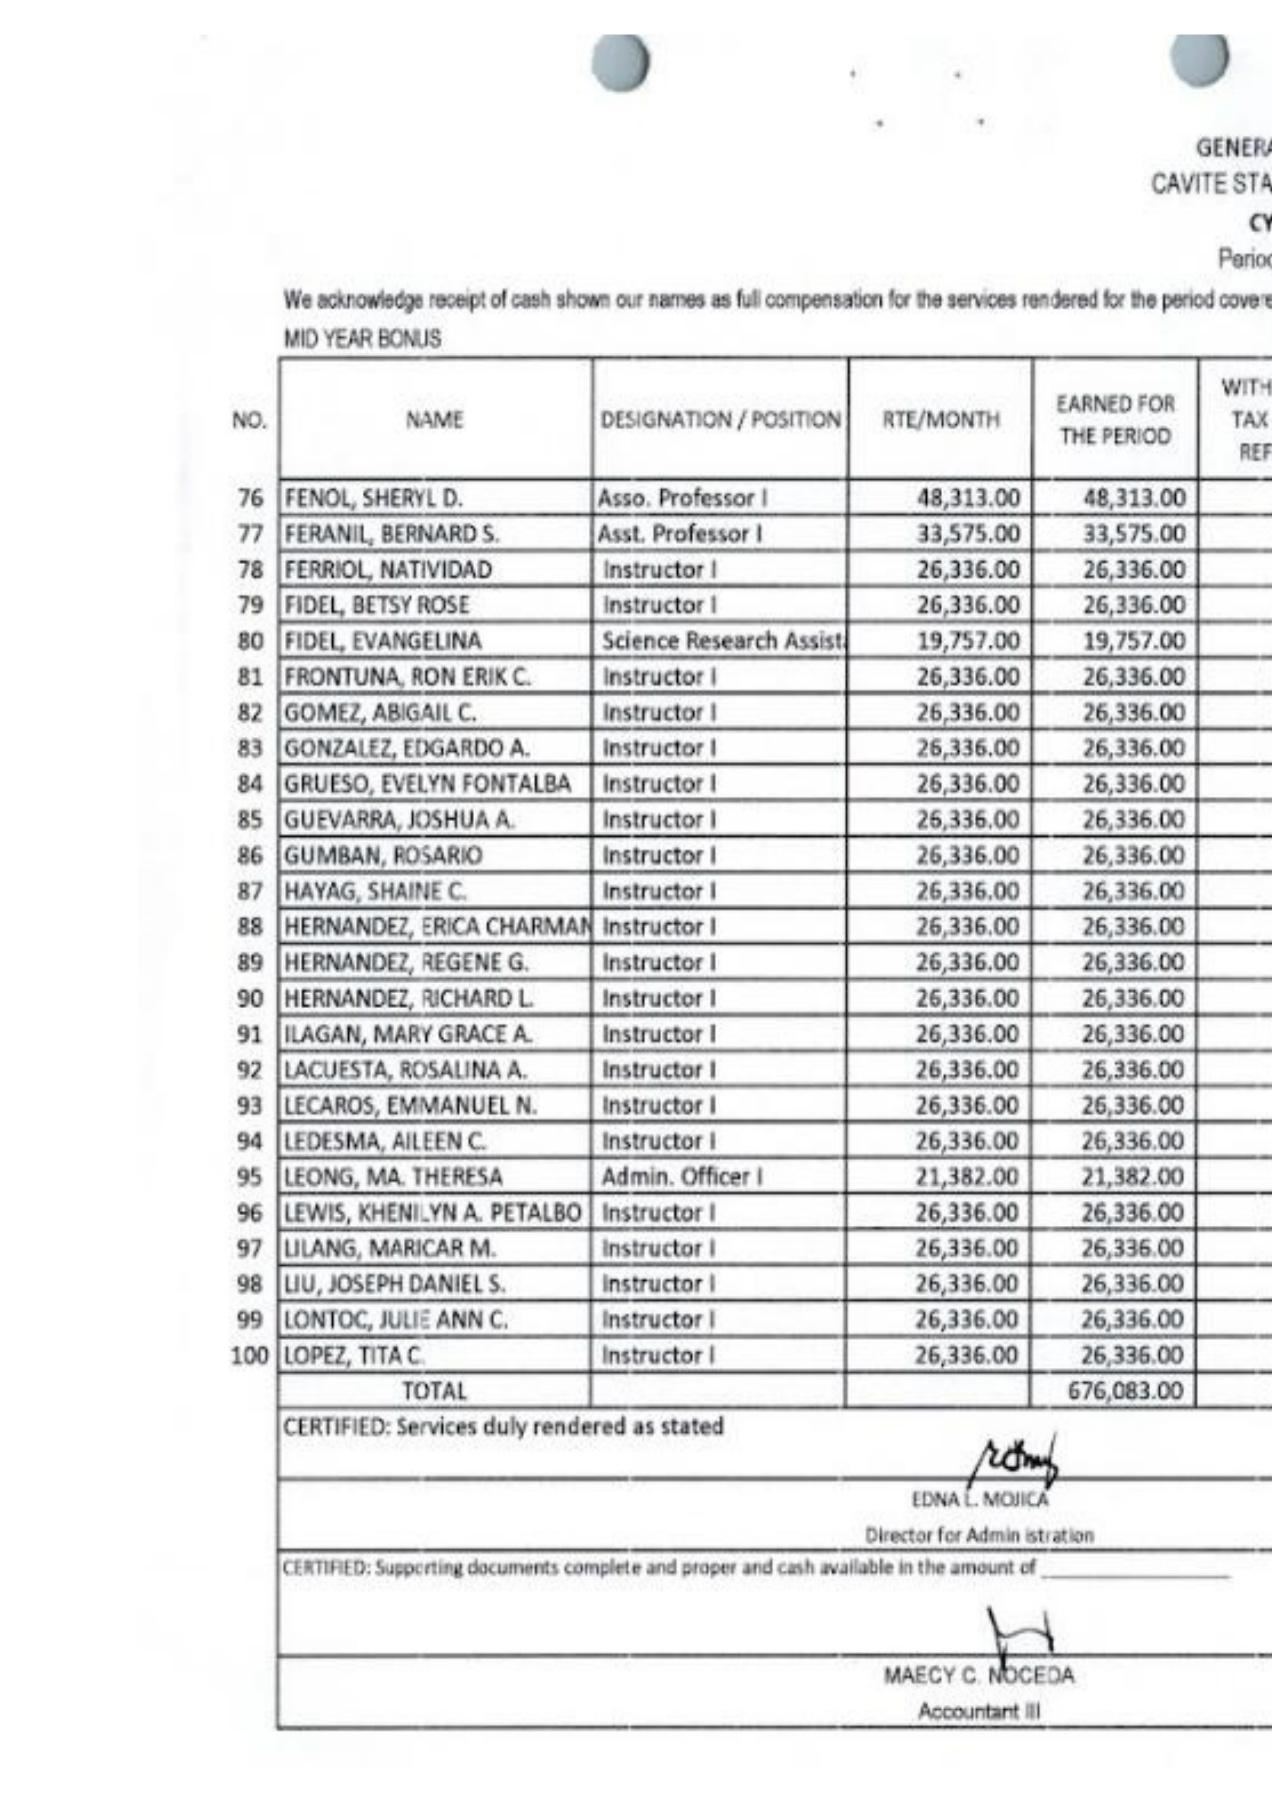 GENERA
CAVITE STA
CY
Period
We acknowledge receipt of cash shown our names as full compensation for the services rendered for the period covere
MID YEAR BONUS
NO. NAME DESIGNATION / POSITION RTE/MONTH EARNED FOR THE PERIOD WITH TAX REF
76 FENOL, SHERYL D. Asso. Professor I 48,313.00 48,313.00
77 FERANIL, BERNARD S. Asst. Professor I 33,575.00 33,575.00
78 FERRIOL, NATIVIDAD Instructor I 26,336.00 26,336.00
79 FIDEL, BETSY ROSE Instructor I 26,336.00 26,336.00
80 FIDEL, EVANGELINA Science Research Assista 19,757.00 19,757.00
81 FRONTUNA, RON ERIK C. Instructor I 26,336.00 26,336.00
82 GOMEZ, ABIGAIL C. Instructor I 26,336.00 26,336.00
83 GONZALEZ, EDGARDO A. Instructor I 26,336.00 26,336.00
84 GRUESO, EVELYN FONTALBA Instructor I 26,336.00 26,336.00
85 GUEVARRA, JOSHUA A. Instructor I 26,336.00 26,336.00
86 GUMBAN, ROSARIO Instructor I 26,336.00 26,336.00
87 HAYAG, SHAINE C. Instructor I 26,336.00 26,336.00
88 HERNANDEZ, ERICA CHARMAN Instructor I 26,336.00 26,336.00
89 HERNANDEZ, REGENE G. Instructor I 26,336.00 26,336.00
90 HERNANDEZ, RICHARD L. Instructor I 26,336.00 26,336.00
91 ILAGAN, MARY GRACE A. Instructor I 26,336.00 26,336.00
92 LACUESTA, ROSALINA A. Instructor I 26,336.00 26,336.00
93 LECAROS, EMMANUEL N. Instructor I 26,336.00 26,336.00
94 LEDESMA, AILEEN C. Instructor I 26,336.00 26,336.00
95 LEONG, MA. THERESA Admin. Officer I 21,382.00 21,382.00
96 LEWIS, KHENILYN A. PETALBO Instructor I 26,336.00 26,336.00
97 LILANG, MARICAR M. Instructor I 26,336.00 26,336.00
98 LIU, JOSEPH DANIEL S. Instructor I 26,336.00 26,336.00
99 LONTOC, JULIE ANN C. Instructor I 26,336.00 26,336.00
100 LOPEZ, TITA C. Instructor I 26,336.00 26,336.00
TOTAL 676,083.00
CERTIFIED: Services duly rendered as stated
EDNA L. MOJICA
Director for Admin istration
CERTIFIED: Supporting documents complete and proper and cash available in the amount of
MAECY C. NOCEDA
Accountant III